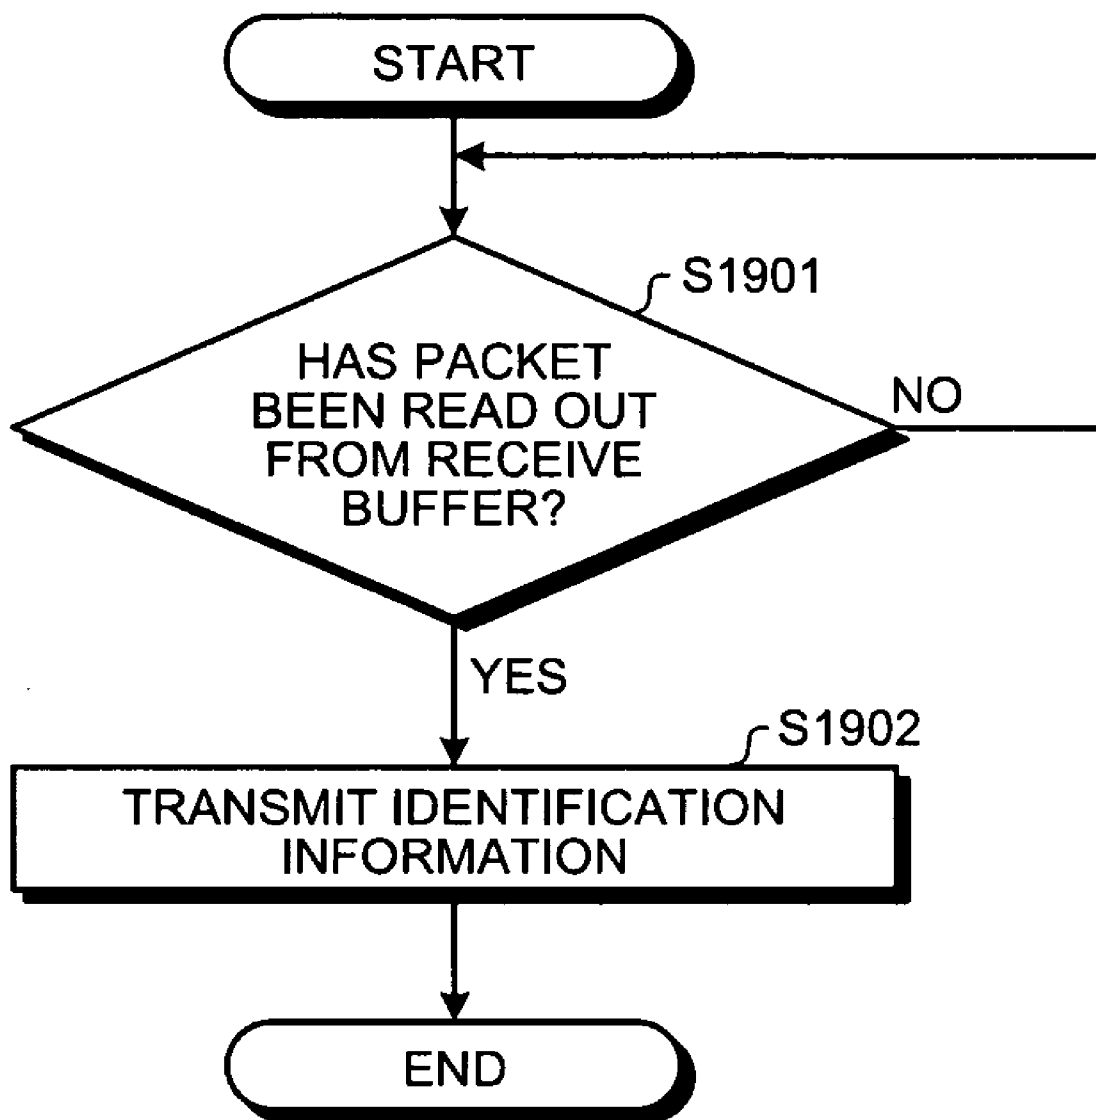 START
S1901
HAS PACKET
BEEN READ OUT
FROM RECEIVE
BUFFER?
NO
YES
S1902
TRANSMIT IDENTIFICATION
INFORMATION
END